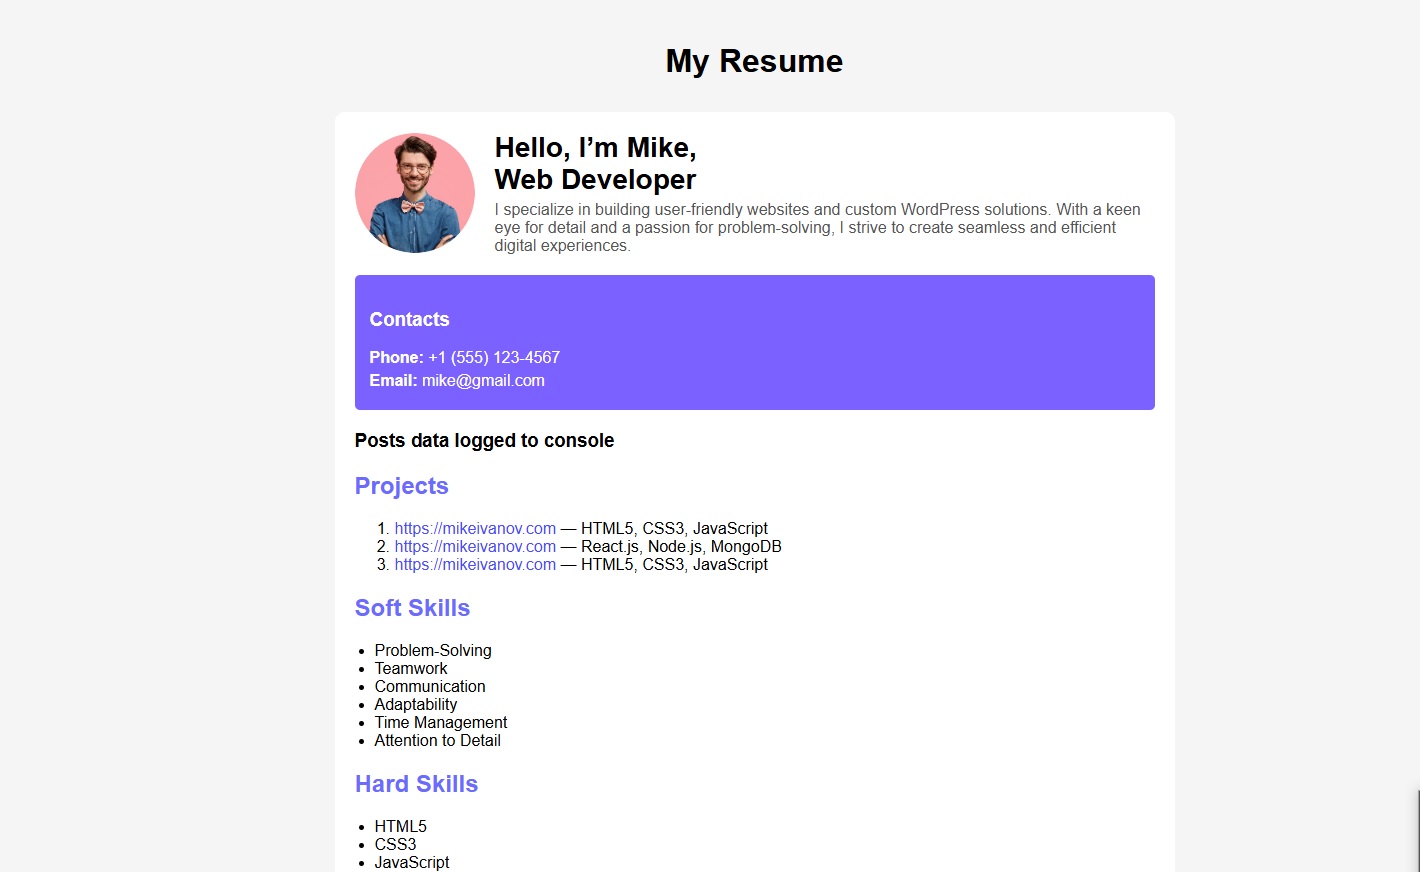 My Resume
Hello, I’m Mike,
Web Developer
I specialize in building user-friendly websites and custom WordPress solutions. With a keen
eye for detail and a passion for problem-solving, I strive to create seamless and efficient
digital experiences.
Contacts
Phone: +1 (555) 123-4567
Email: mike@gmail.com
Posts data logged to console
Projects
1. https://mikeivanov.com — HTML5, CSS3, JavaScript
2. https://mikeivanov.com — React.js, Node.js, MongoDB
3. https://mikeivanov.com — HTML5, CSS3, JavaScript
Soft Skills
• Problem-Solving
• Teamwork
• Communication
• Adaptability
• Time Management
• Attention to Detail
Hard Skills
• HTML5
• CSS3
• JavaScript